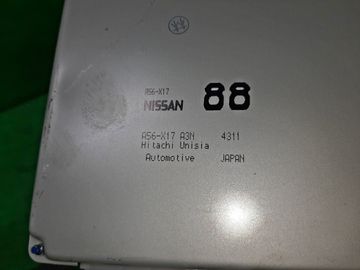 A56-X17
NISSAN 88
A56-X17 A3N 4311
Hitachi Unisia
Automotive JAPAN